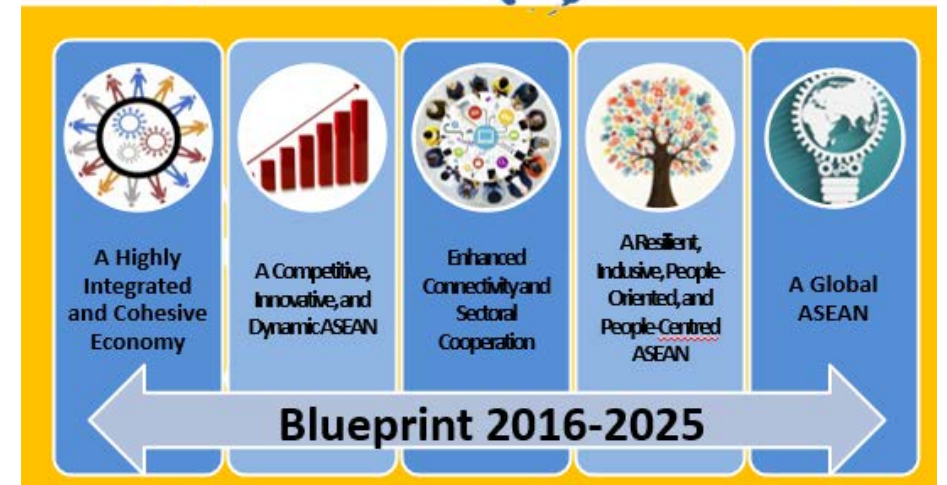 A Highly
Integrated
and Cohesive
Economy
A Competitive,
Innovative, and
Dynamic ASEAN
Enhanced
Connectivity and
Sectoral
Cooperation
A Resilient,
Inclusive, People-
Oriented, and
People-Centred
ASEAN
A Global
ASEAN
Blueprint 2016-2025